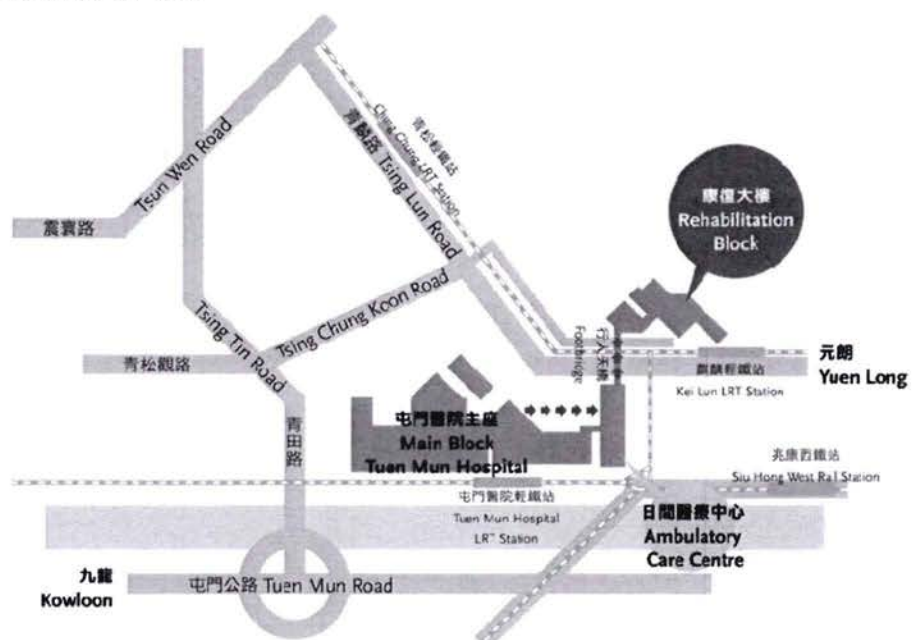 Tsun Wen Road
震寰路
青麟路 Tsing Lun Road
青松輕鐵站
Ching Chung LRT Station
康復大樓
Rehabilitation
Block
Tsing Chung Koon Road
青松觀路
Tsing Tin Road
青田路
行人天橋
Footbridge
元朗
Yuen Long
麒麟輕鐵站
Kei Lun LRT Station
屯門醫院主座
Main Block
Tuen Mun Hospital
兆康西鐵站
Siu Hong West Rail Station
屯門醫院輕鐵站
Tuen Mun Hospital
LRT Station
日間醫療中心
Ambulatory
Care Centre
九龍
Kowloon
屯門公路 Tuen Mun Road